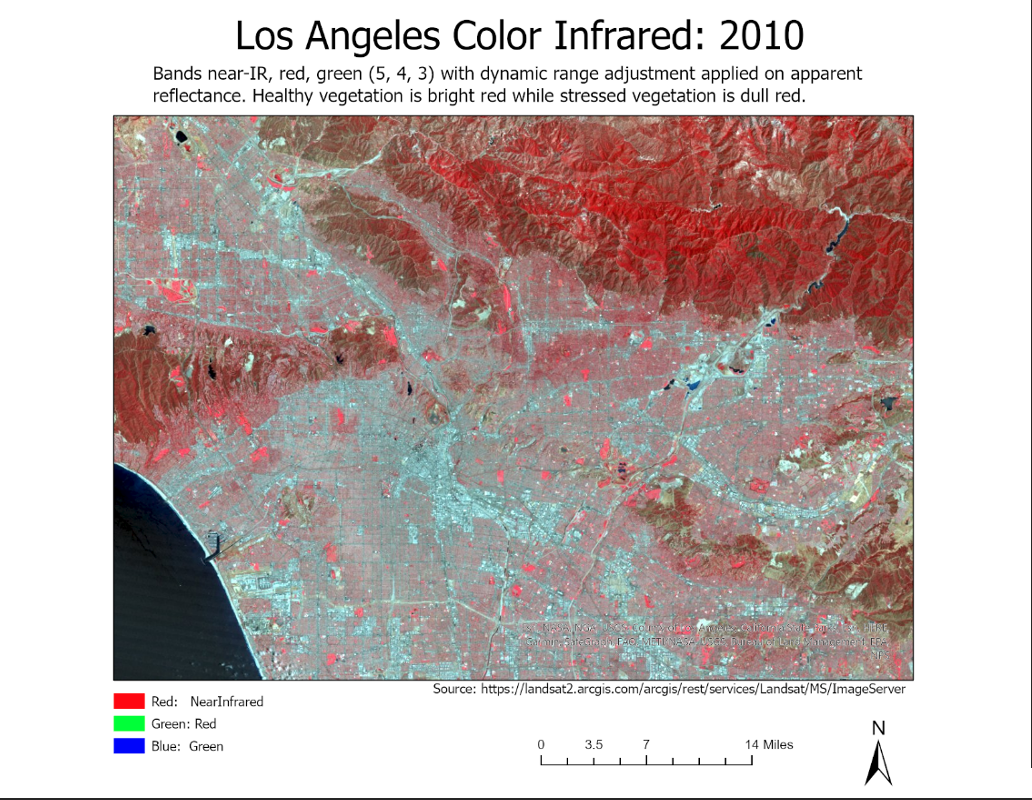 Los Angeles Color Infrared: 2010
Bands near-IR, red, green (5, 4, 3) with dynamic range adjustment applied on apparent
reflectance. Healthy vegetation is bright red while stressed vegetation is dull red.
Source: https://landsat2.arcgis.com/arcgis/rest/services/Landsat/MS/ImageServer
Red: NearInfrared
Green: Red
Blue: Green
0 3.5 7 14 Miles
N